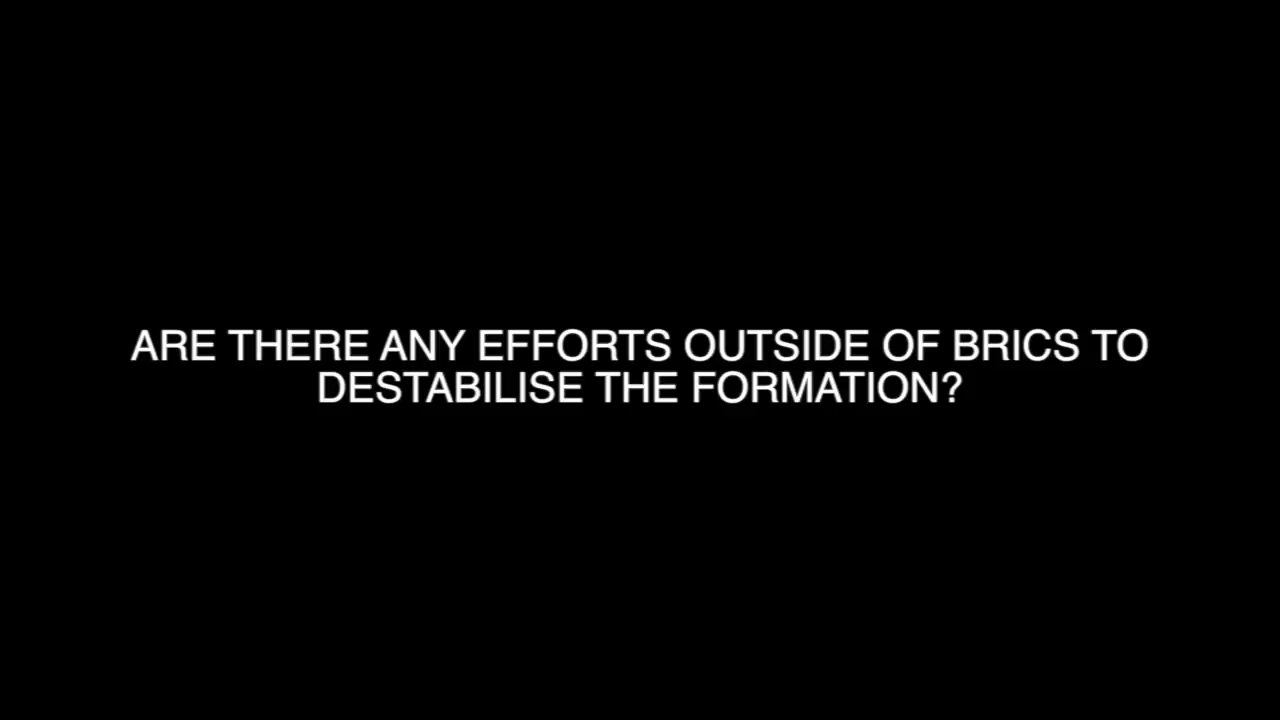 ARE THERE ANY EFFORTS OUTSIDE OF BRICS TO
DESTABILISE THE FORMATION?